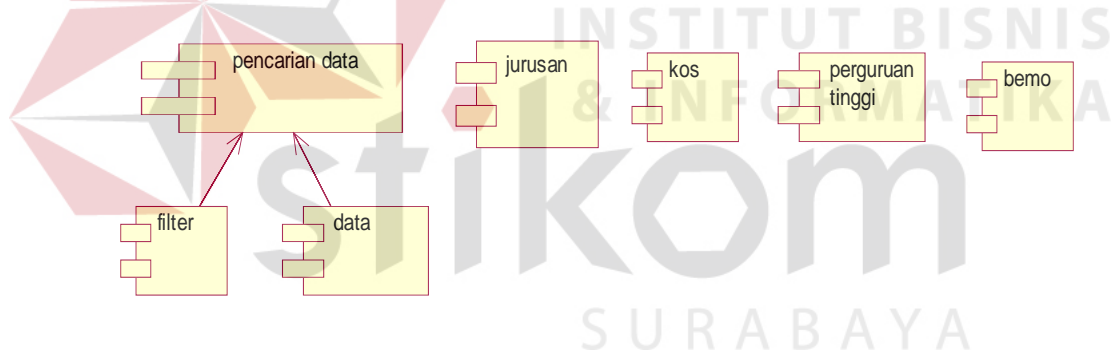 INSTITUT BISNIS
& INFORMATIKA
stikom
SURABAYA
pencarian data
jurusan
kos
perguruan
tinggi
bemo
filter
data